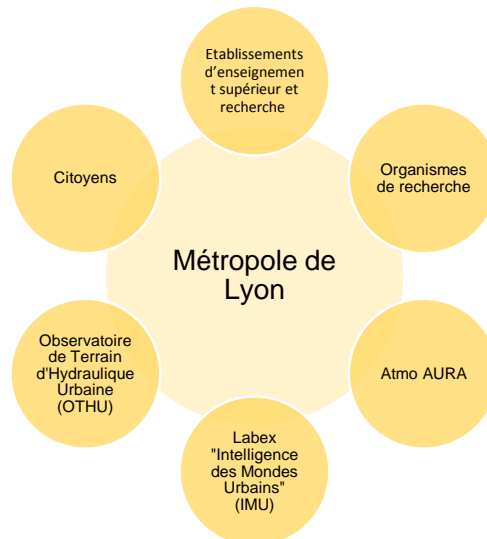 Etablissements
d'enseignemen
t supérieur et
recherche
Citoyens
Organismes
de recherche
Métropole de
Lyon
Observatoire
de Terrain
d'Hydraulique
Urbaine
(OTHU)
Atmo AURA
Labex
"Intelligence
des Mondes
Urbains"
(IMU)